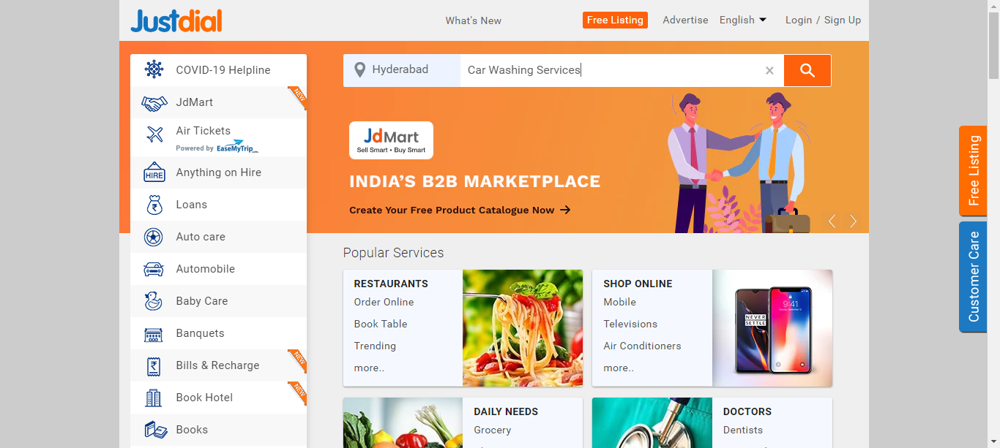 Justdial
What's New
Free Listing
Advertise
English
Login / Sign Up
Hyderabad
Car Washing Services
COVID-19 Helpline
JdMart
NEW
Air Tickets
Powered by EaseMyTrip
Anything on Hire
HIRE
Loans
Auto care
Automobile
Baby Care
Banquets
Bills & Recharge
NEW
Book Hotel
NEW
Books
JdMart
Sell Smart • Buy Smart
INDIA'S B2B MARKETPLACE
Create Your Free Product Catalogue Now
Free Listing
Customer Care
Popular Services
RESTAURANTS
Order Online
Book Table
Trending
more..
SHOP ONLINE
Mobile
Televisions
Air Conditioners
more..
NEVER
SETTLE
9:41
DAILY NEEDS
Grocery
DOCTORS
Dentists